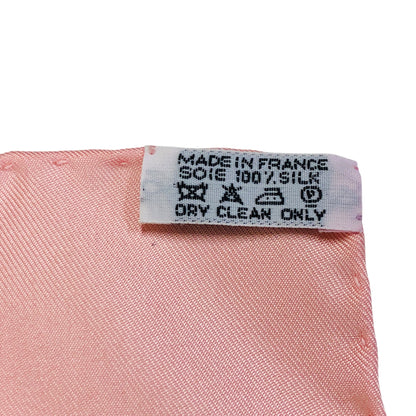 MADE IN FRANCE
SOIE 100% SILK
P
DRY CLEAN ONLY